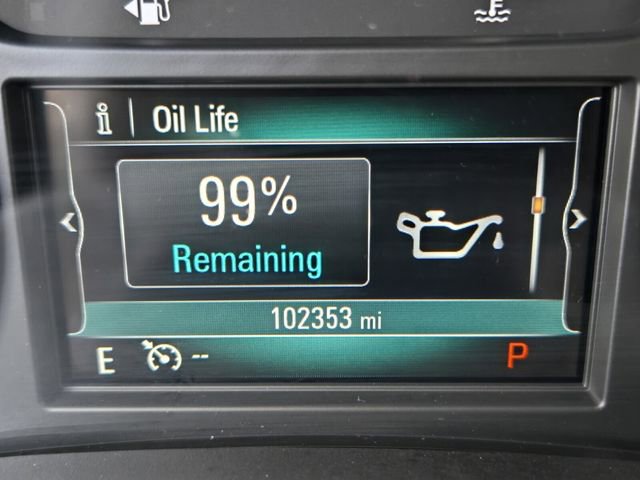 i | Oil Life
99%
Remaining
102353 mi
E -- P